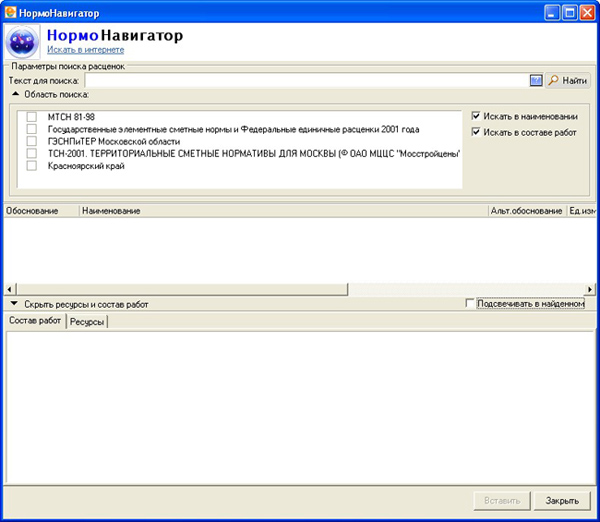 НормоНавигатор
НормоНавигатор
Искать в интернете
Параметры поиска расценок
Текст для поиска:
Найти
Область поиска:
МТСН 81-98
Государственные элементные сметные нормы и Федеральные единичные расценки 2001 года
ГЭСНПиТЕР Московской области
ТСН-2001. ТЕРРИТОРИАЛЬНЫЕ СМЕТНЫЕ НОРМАТИВЫ ДЛЯ МОСКВЫ (© ОАО МЦЦС "Мосстройцены"
Красноярский край
Искать в наименовании
Искать в составе работ
Обоснование Наименование Альт.обоснование Ед.изм
Скрыть ресурсы и состав работ
Подсвечивать в найденном
Состав работ Ресурсы
Вставить Закрыть